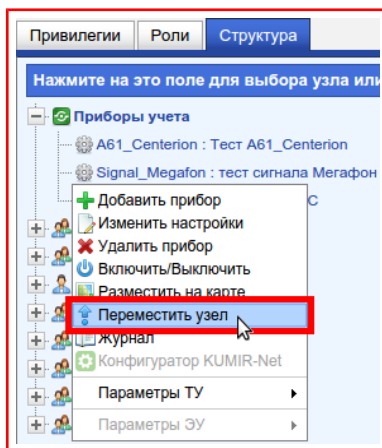 Привилегии Роли Структура
Нажмите на это поле для выбора узла или
Приборы учета
A61_Centerion : Тест A61_Centerion
Signal_Megafon : тест сигнала Мегафон
Добавить прибор
С
Изменить настройки
Удалить прибор
Включить/Выключить
Разместить на карте
Переместить узел
Журнал
Конфигуратор KUMIR-Net
Параметры ТУ
Параметры ЭУ